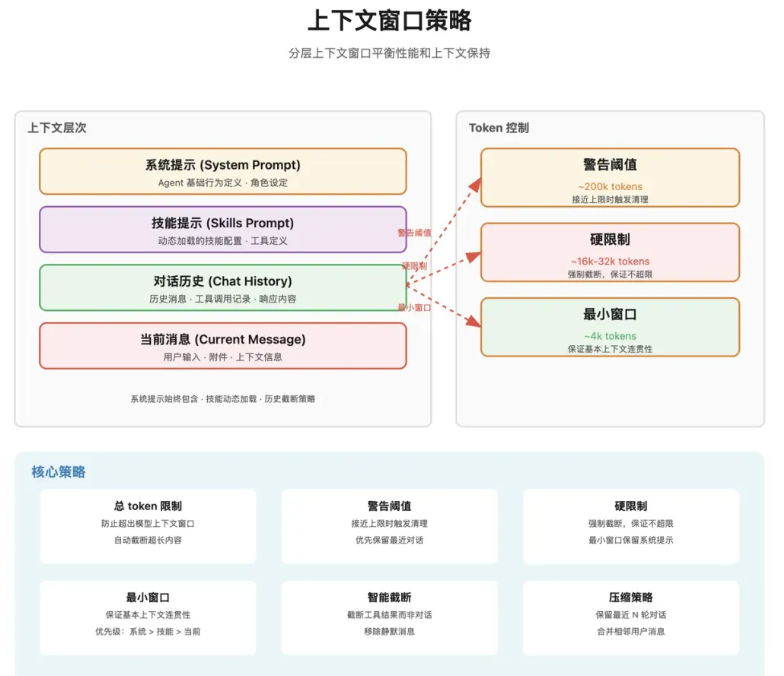 上下文窗口策略
分层上下文窗口平衡性能和上下文保持
上下文层次
系统提示 (System Prompt)
Agent 基础行为定义 · 角色设定
技能提示 (Skills Prompt)
动态加载的技能配置 · 工具定义
对话历史 (Chat History)
历史消息 · 工具调用记录 · 响应内容
当前消息 (Current Message)
用户输入 · 附件 · 上下文信息
系统提示始终包含 · 技能动态加载 · 历史截断策略
警告阈值
硬限制
最小窗口
Token 控制
警告阈值
~200k tokens
接近上限时触发清理
硬限制
~16k-32k tokens
强制截断，保证不超限
最小窗口
~4k tokens
保证基本上下文连贯性
核心策略
总 token 限制
防止超出模型上下文窗口
自动截断超长内容
警告阈值
接近上限时触发清理
优先保留最近对话
硬限制
强制截断，保证不超限
最小窗口保留系统提示
最小窗口
保证基本上下文连贯性
优先级：系统 > 技能 > 当前
智能截断
截断工具结果而非对话
移除静默消息
压缩策略
保留最近 N 轮对话
合并相邻用户消息